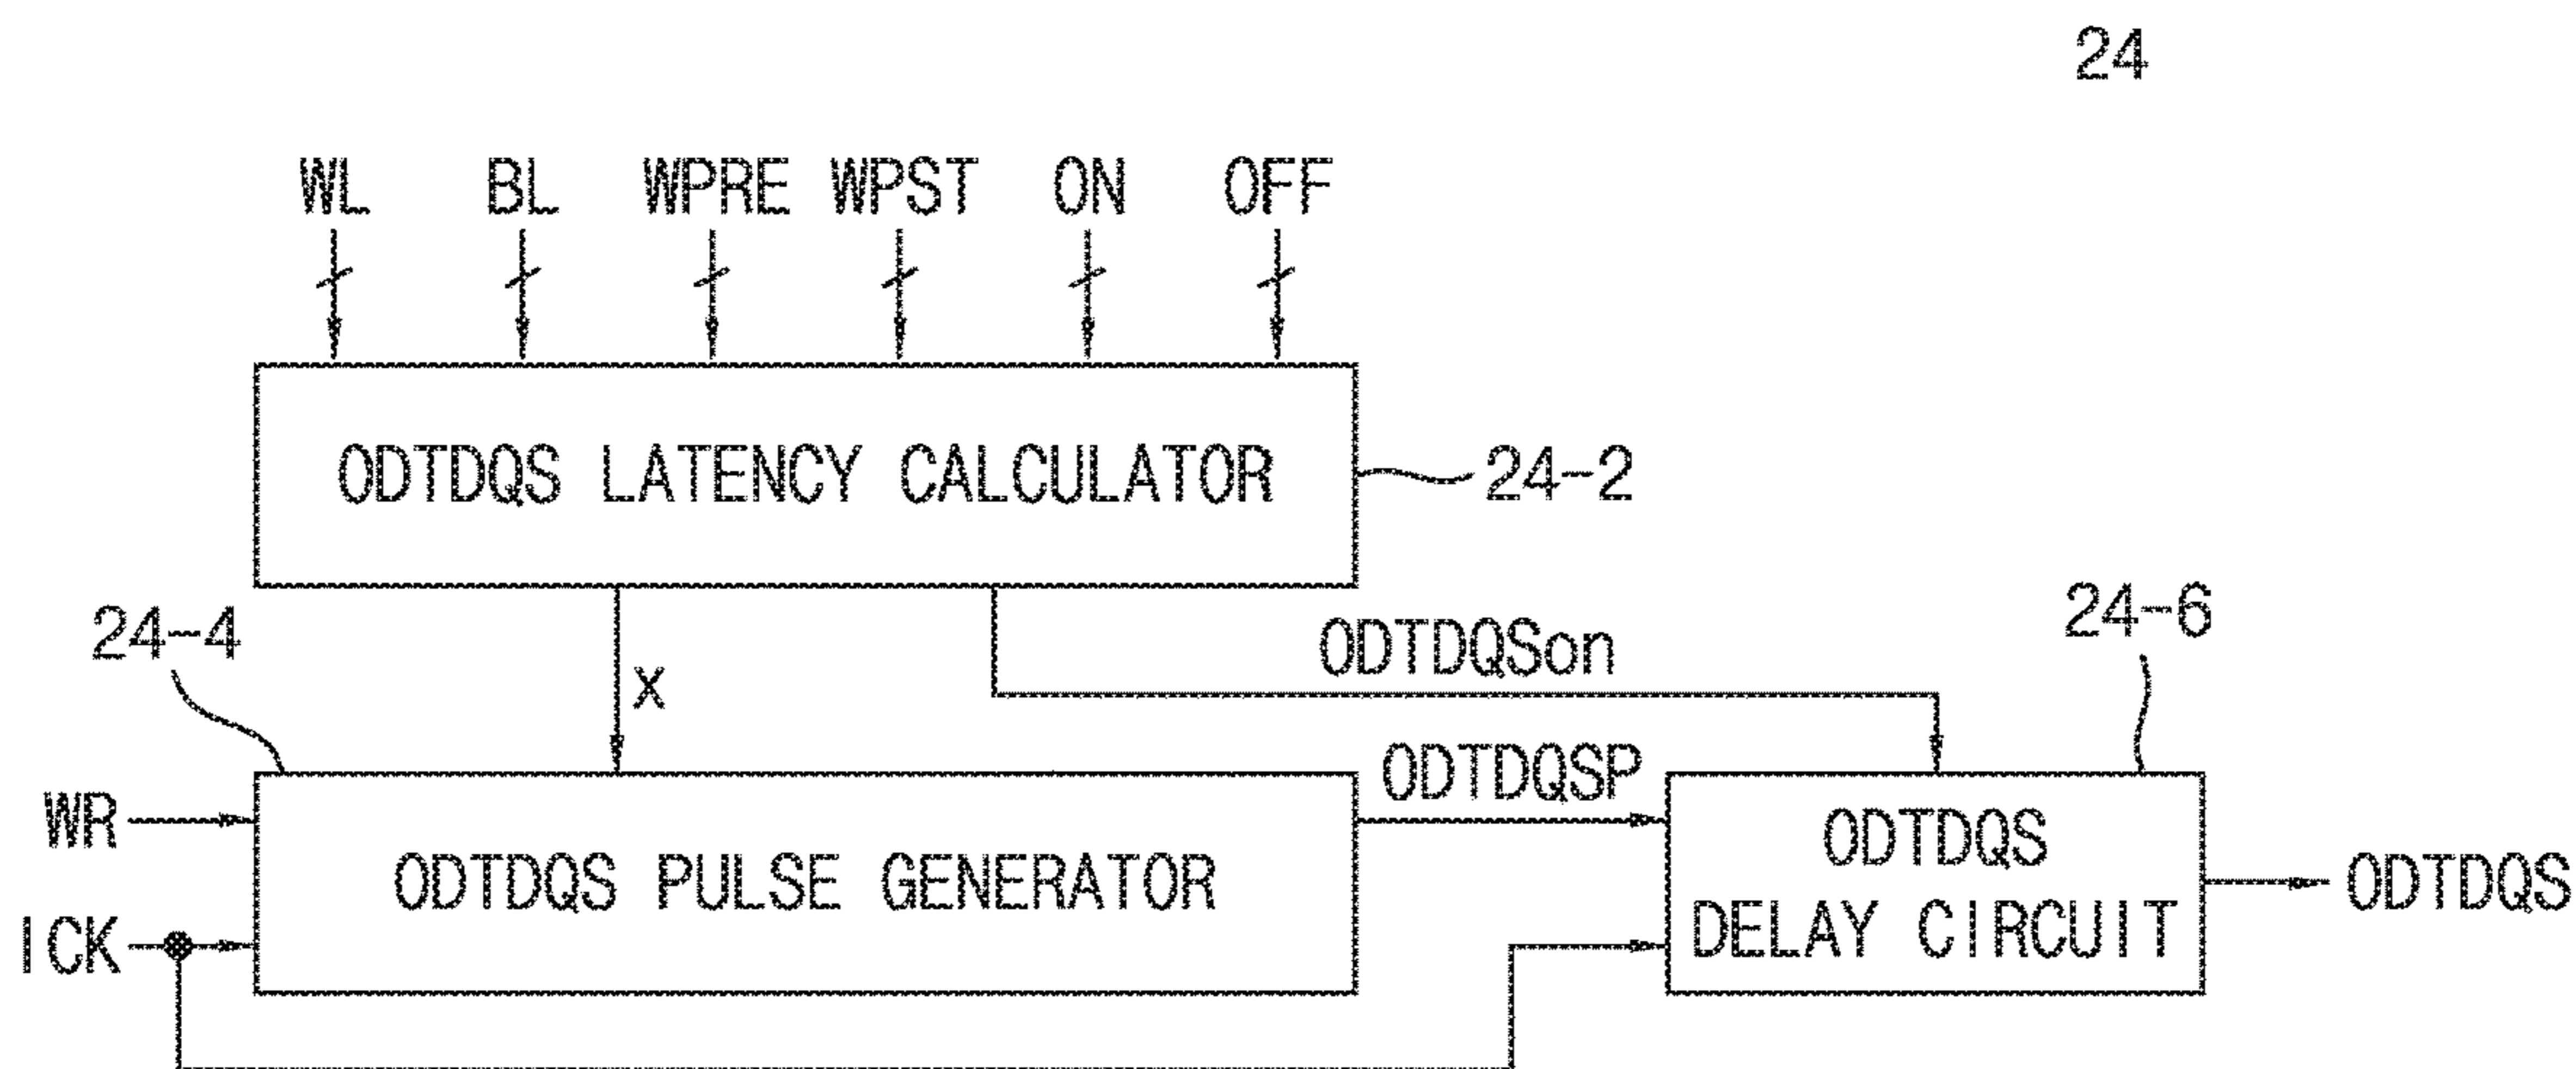 24
WL BL WPRE WPST ON OFF
ODTDQS LATENCY CALCULATOR
24-2
24-4
24-6
ODTDQSon
x
ODTDQSP
WR
ICK
ODTDQS PULSE GENERATOR
ODTDQS
DELAY CIRCUIT
ODTDQS